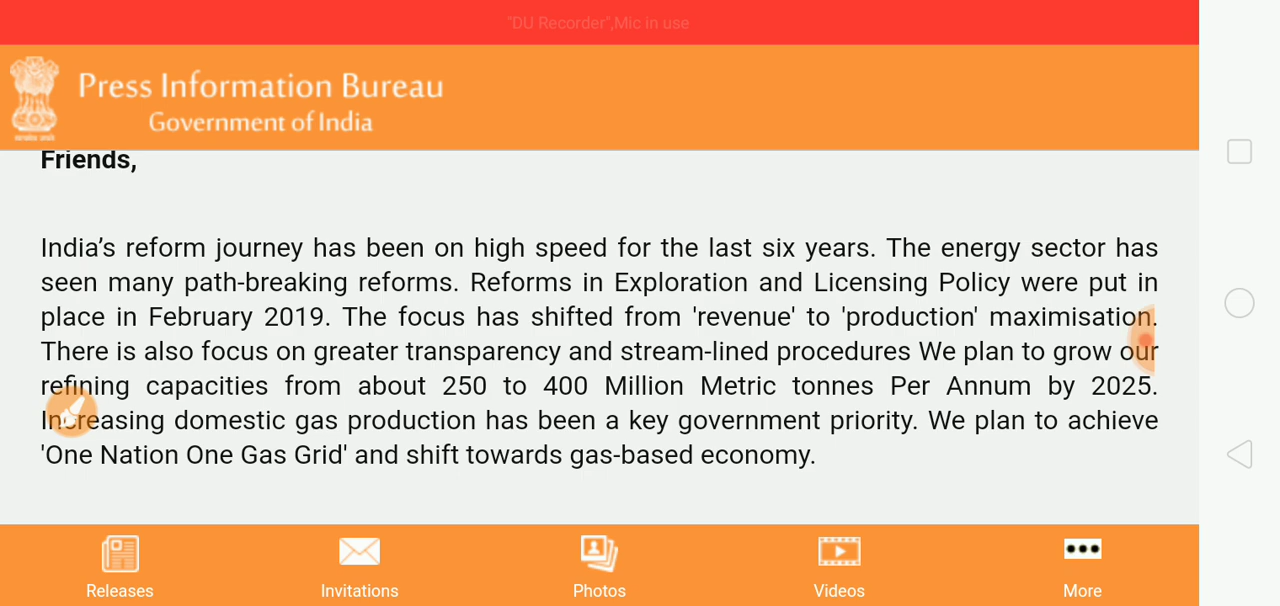 "DU Recorder",Mic in use
Press Information Bureau
Government of India
Friends,
India’s reform journey has been on high speed for the last six years. The energy sector has
seen many path-breaking reforms. Reforms in Exploration and Licensing Policy were put in
place in February 2019. The focus has shifted from 'revenue' to 'production' maximisation.
There is also focus on greater transparency and stream-lined procedures We plan to grow our
refining capacities from about 250 to 400 Million Metric tonnes Per Annum by 2025.
Increasing domestic gas production has been a key government priority. We plan to achieve
'One Nation One Gas Grid' and shift towards gas-based economy.
Releases
Invitations
Photos
Videos
More